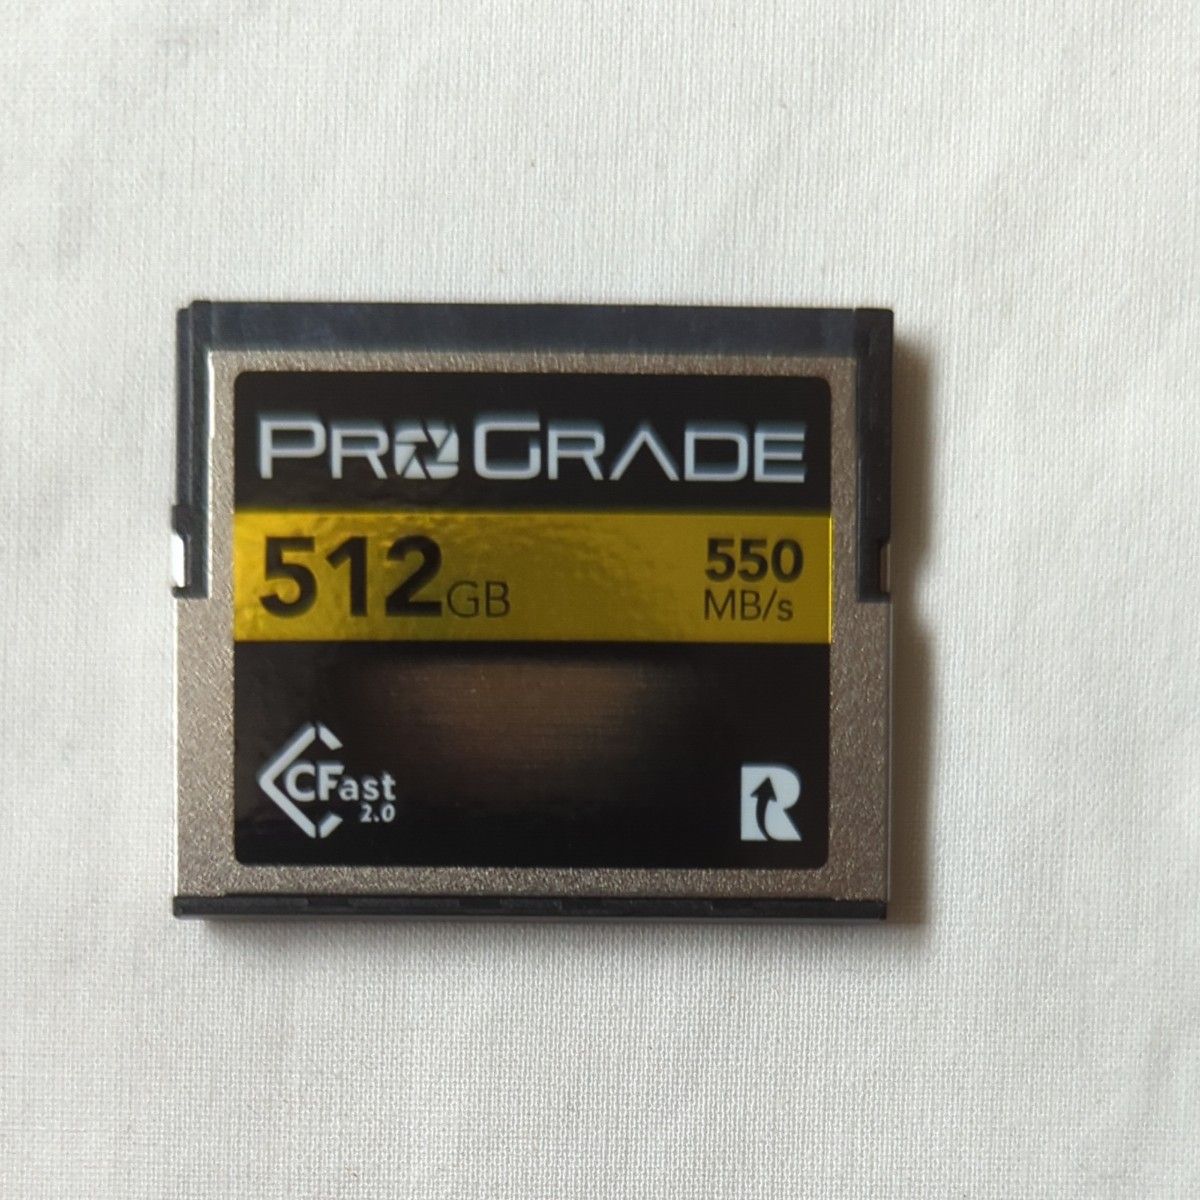 PROGRADE
512GB
550
MB/s
CFast
2.0
R